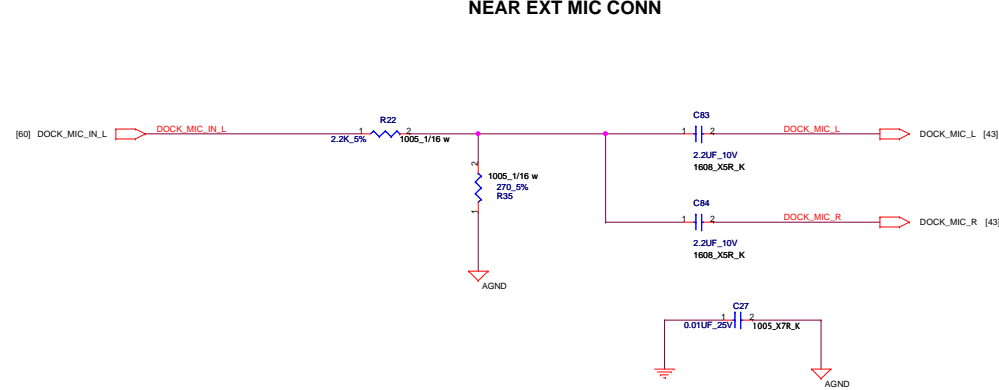 NEAR EXT MIC CONN
[60] DOCK_MIC_IN_L
DOCK_MIC_IN_L
R22
1 2
2.2K_5%
1005_1/16 w
2
1005_1/16 w
270_5%
R35
1
AGND
C83
1 2
DOCK_MIC_L
DOCK_MIC_L [43]
2.2UF_10V
1608_X5R_K
C84
1 2
DOCK_MIC_R
DOCK_MIC_R [43]
2.2UF_10V
1608_X5R_K
C27
1 2
0.01UF_25V
1005_X7R_K
AGND